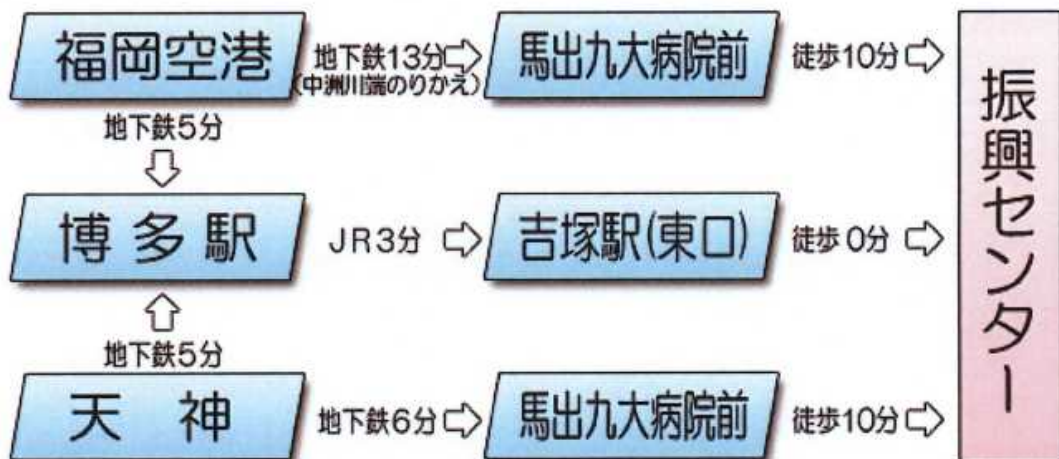 福岡空港
地下鉄13分
(中洲川端のりかえ)
馬出九大病院前
徒歩10分
地下鉄5分
博多駅
JR3分
吉塚駅(東口)
徒歩0分
地下鉄5分
天神
地下鉄6分
馬出九大病院前
徒歩10分
振興センター